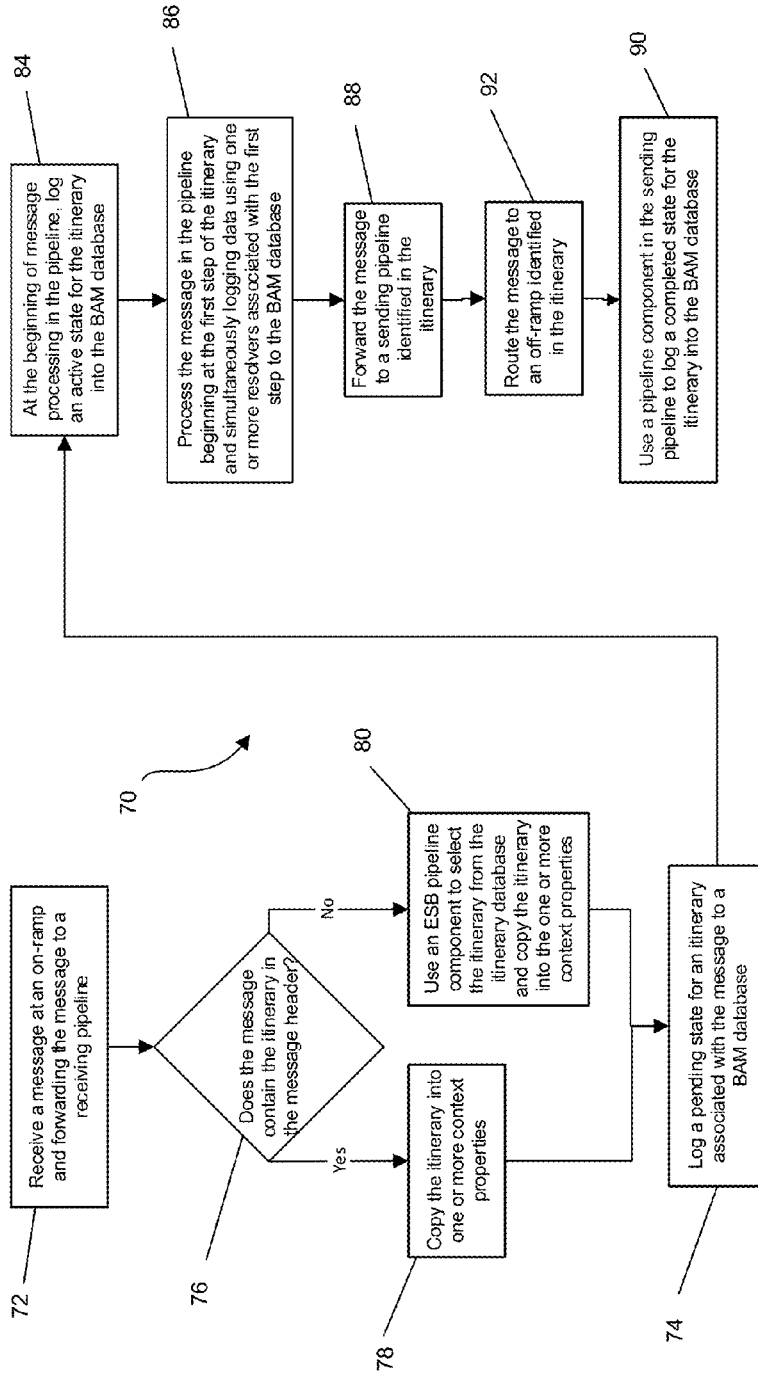 70
72
Receive a message at an on-ramp
and forwarding the message to a
receiving pipeline
76
Does the message
contain the itinerary in
the message header?
Yes
No
78
Copy the itinerary into
one or more context
properties
80
Use an ESB pipeline
component to select
the itinerary from the
itinerary database
and copy the itinerary
into the one or more
context properties
74
Log a pending state for an itinerary
associated with the message to a
BAM database
84
At the beginning of message
processing in the pipeline, log
an active state for the itinerary
into the BAM database
86
Process the message in the pipeline
beginning at the first step of the itinerary
and simultaneously logging data using one
or more resolvers associated with the first
step to the BAM database
88
Forward the message
to a sending pipeline
identified in the
itinerary
92
Route the message to
an off-ramp identified
in the itinerary
90
Use a pipeline component in the sending
pipeline to log a completed state for the
itinerary into the BAM database